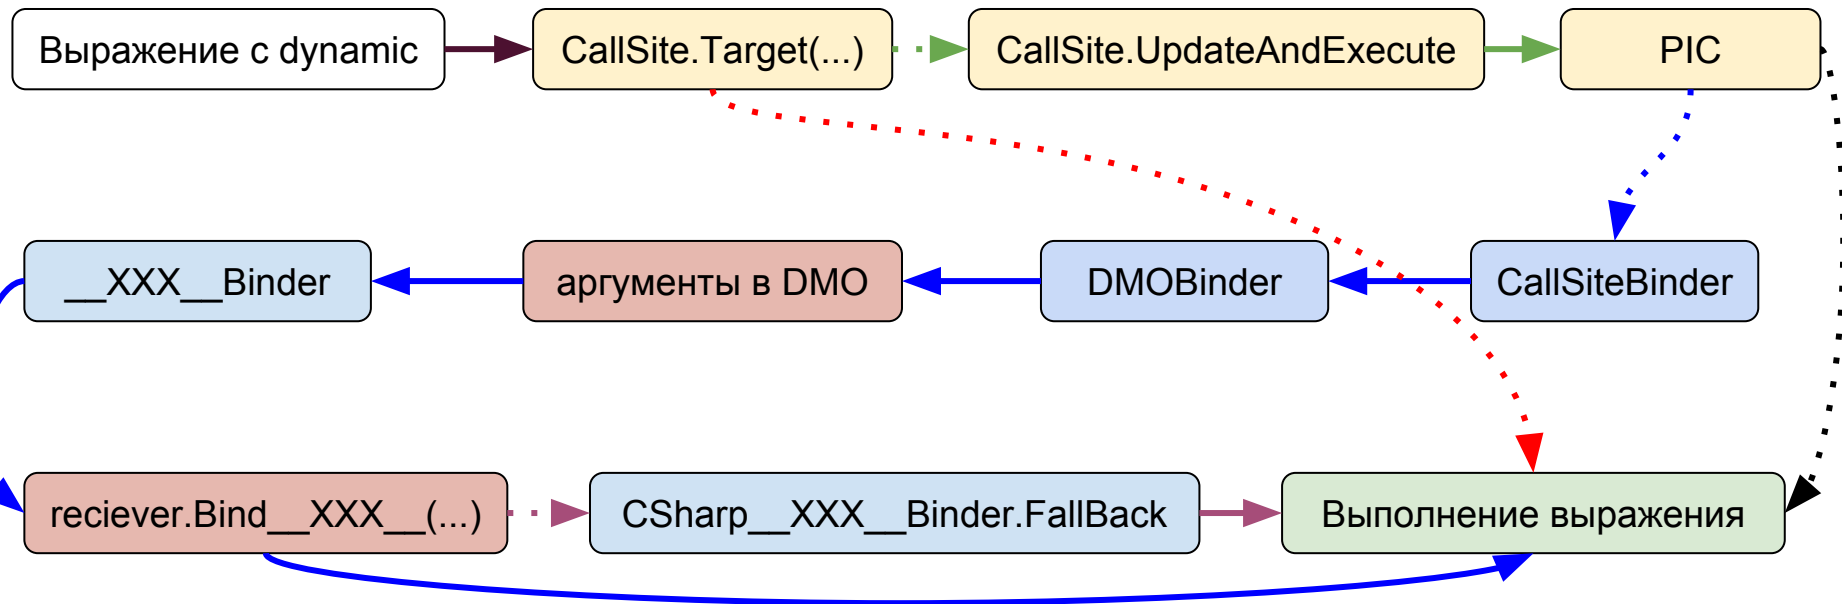 Выражение с dynamic
CallSite.Target(...)
CallSite.UpdateAndExecute
PIC
__XXX__Binder
аргументы в DMO
DMOBinder
CallSiteBinder
reciever.Bind__XXX__(...)
CSharp__XXX__Binder.FallBack
Выполнение выражения